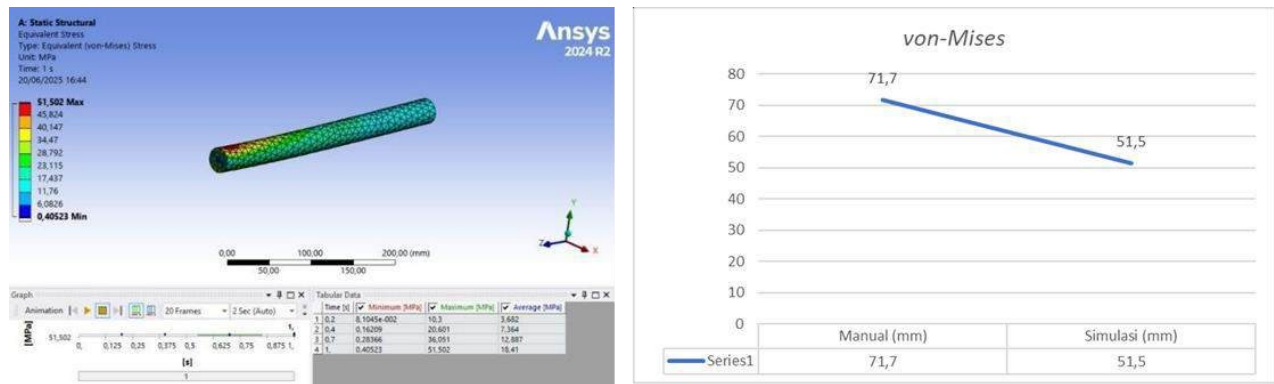 A: Static Structural
Equivalent Stress
Type: Equivalent (von-Mises) Stress
Unit: MPa
Time: 1 s
20/06/2025 16:44
Ansys
2024 R2
51,502 Max
45,824
40,147
34,47
28,792
23,115
17,437
11,76
6,0826
0,40523 Min
Y
Z
X
0,00 100,00 200,00 (mm)
50,00 150,00
Graph
Animation 20 Frames 2 Sec (Auto)
1,
[MPa]
51,502
0, 0,125 0,25 0,375 0,5 0,625 0,75 0,875 1,
[s]
1
Tabular Data
Time [s] Minimum [MPa] Maximum [MPa] Average [MPa]
1 0,2 8,1045e-002 10,3 3,682
2 0,4 0,16209 20,601 7,364
3 0,7 0,28366 36,051 12,887
4 1, 0,40523 51,502 18,41
von-Mises
80
70
60
50
40
30
20
10
0
71,7
51,5
Manual (mm) Simulasi (mm)
Series1 71,7 51,5